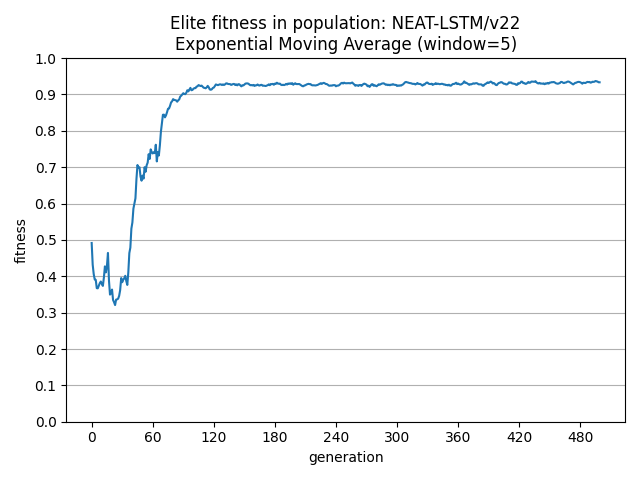 Elite fitness in population: NEAT-LSTM/v22
Exponential Moving Average (window=5)
1.0
0.9
0.8
0.7
0.6
0.5
0.4
0.3
0.2
0.1
0.0
fitness
0 60 120 180 240 300 360 420 480
generation